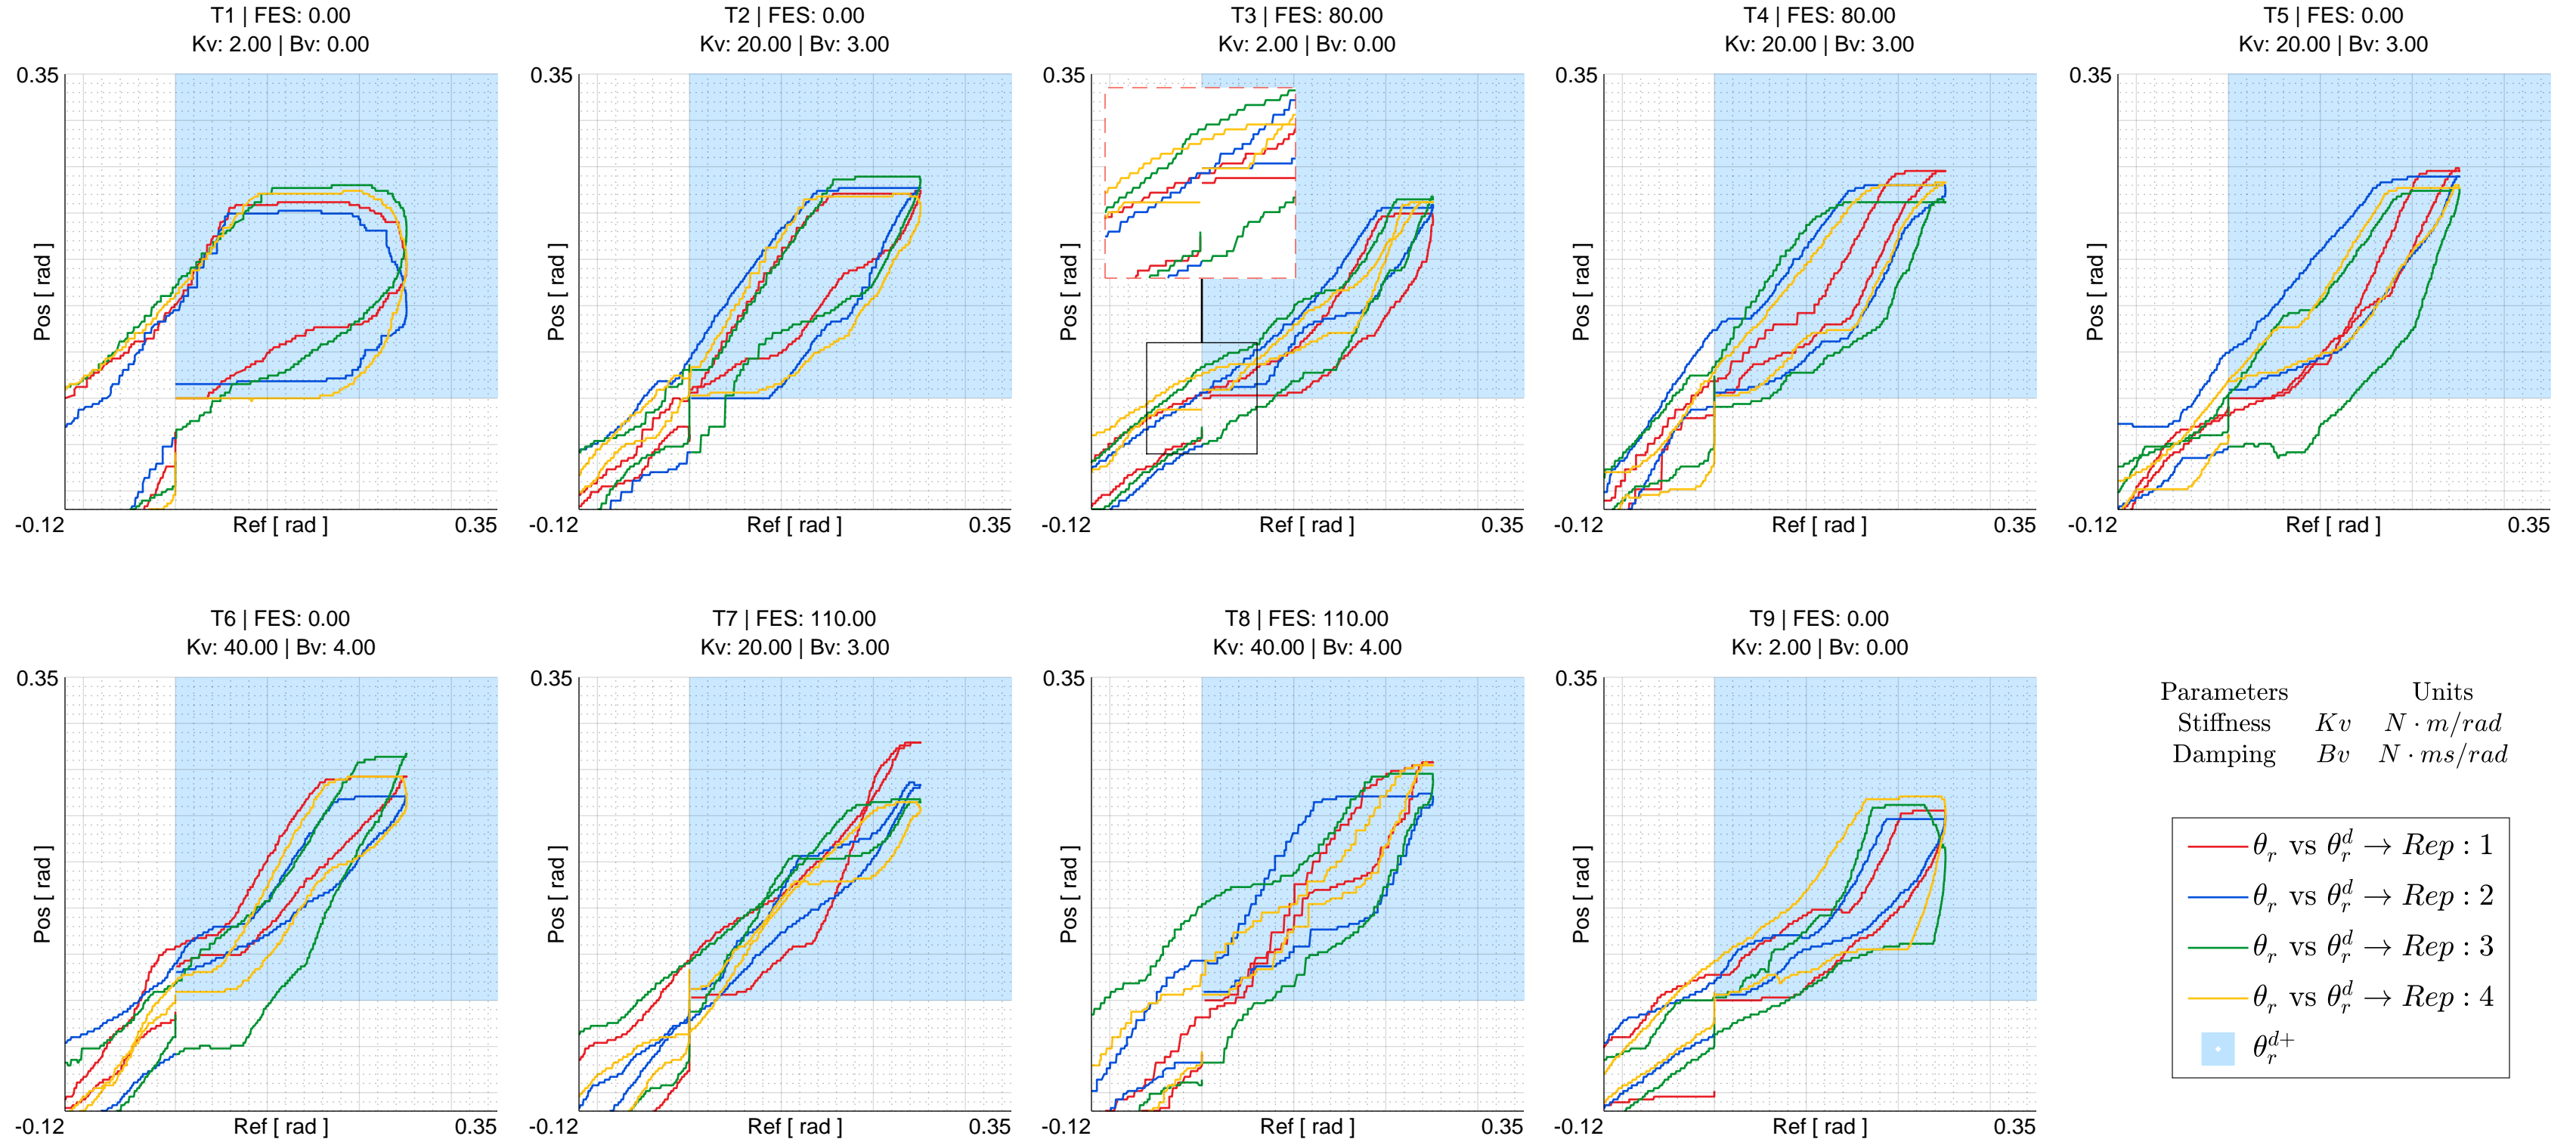 T1 | FES: 0.00
Kv: 2.00 | Bv: 0.00
0.35
Pos [ rad ]
-0.12
Ref [ rad ]
0.35
T2 | FES: 0.00
Kv: 20.00 | Bv: 3.00
0.35
Pos [ rad ]
-0.12
Ref [ rad ]
0.35
T3 | FES: 80.00
Kv: 2.00 | Bv: 0.00
0.35
Pos [ rad ]
-0.12
Ref [ rad ]
0.35
T4 | FES: 80.00
Kv: 20.00 | Bv: 3.00
0.35
Pos [ rad ]
-0.12
Ref [ rad ]
0.35
T5 | FES: 0.00
Kv: 20.00 | Bv: 3.00
0.35
Pos [ rad ]
-0.12
Ref [ rad ]
0.35
T6 | FES: 0.00
Kv: 40.00 | Bv: 4.00
0.35
Pos [ rad ]
-0.12
Ref [ rad ]
0.35
T7 | FES: 110.00
Kv: 20.00 | Bv: 3.00
0.35
Pos [ rad ]
-0.12
Ref [ rad ]
0.35
T8 | FES: 110.00
Kv: 40.00 | Bv: 4.00
0.35
Pos [ rad ]
-0.12
Ref [ rad ]
0.35
T9 | FES: 0.00
Kv: 2.00 | Bv: 0.00
0.35
Pos [ rad ]
-0.12
Ref [ rad ]
0.35
Parameters Units
Stiffness Kv N · m/rad
Damping Bv N · ms/rad
θ_r vs θ_r^d → Rep : 1
θ_r vs θ_r^d → Rep : 2
θ_r vs θ_r^d → Rep : 3
θ_r vs θ_r^d → Rep : 4
θ_r^{d+}